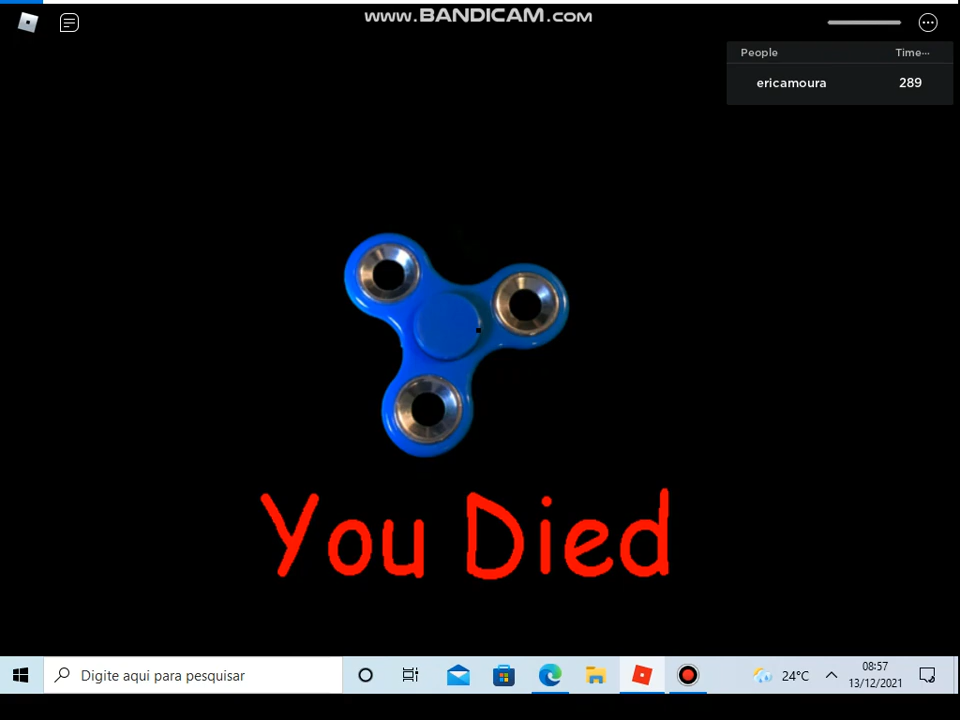 www.BANDICAM.com
People Time...
ericamoura 289
You Died
Digite aqui para pesquisar
24°C
08:57
13/12/2021